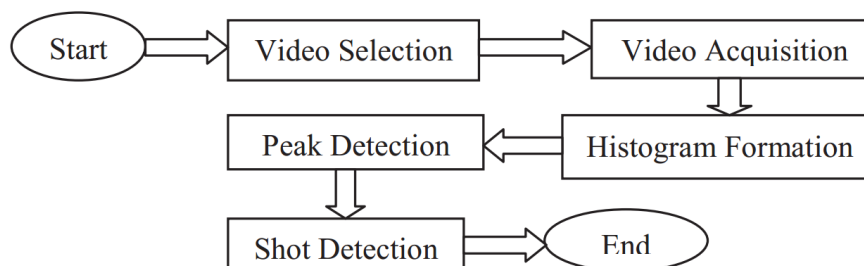 Start
Video Selection
Video Acquisition
Histogram Formation
Peak Detection
Shot Detection
End